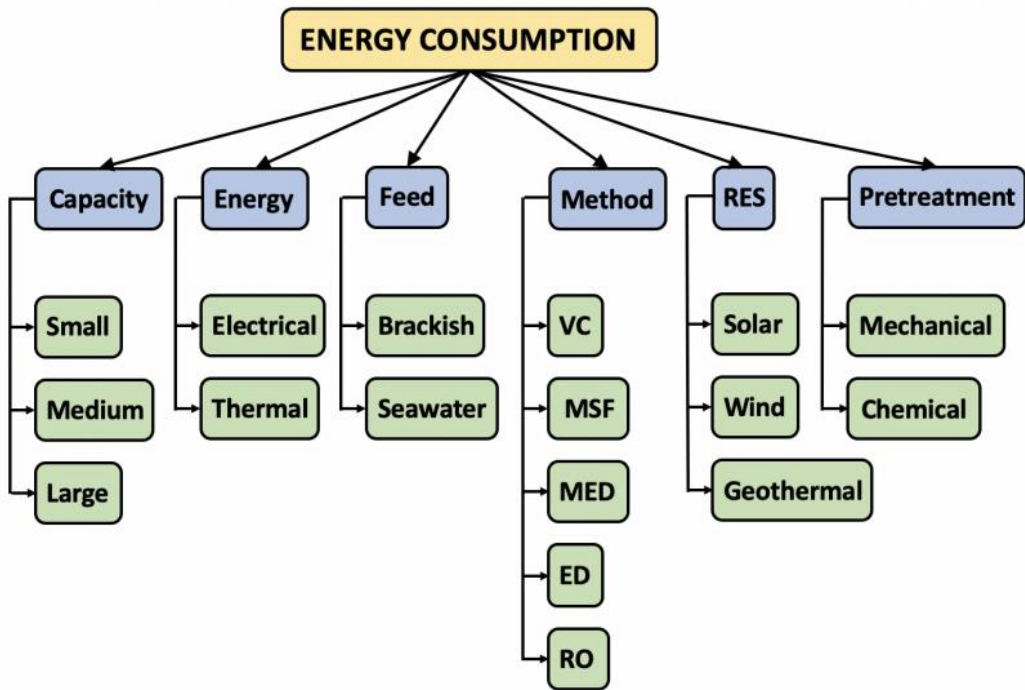 ENERGY CONSUMPTION
Capacity
Energy
Feed
Method
RES
Pretreatment
Small
Electrical
Brackish
VC
Solar
Mechanical
Medium
Thermal
Seawater
MSF
Wind
Chemical
Large
MED
Geothermal
ED
RO